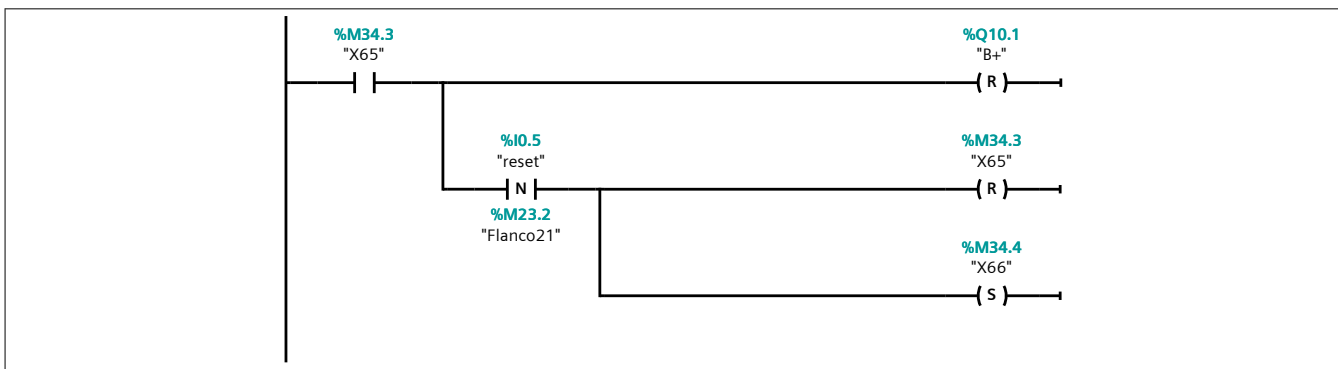 %M34.3
"X65"
%Q10.1
"B+"
R
%I0.5
"reset"
N
%M23.2
"Flanco21"
%M34.3
"X65"
R
%M34.4
"X66"
S